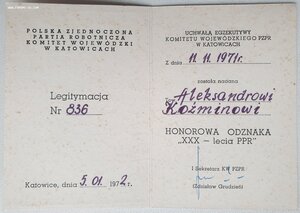 POLSKA ZJEDNOCZONA
PARTIA ROBOTNICZA
KOMITET WOJEWÓDZKI
W KATOWICACH
Legitymacja
Nr 836
Katowice, dnia 5.01 1972 r.
UCHWAŁĄ EGZEKUTYWY
KOMITETU WOJEWÓDZKIEGO PZPR
W KATOWICACH
Z dnia 11.11.1971r.
została nadana
Aleksandrowi
Koźminowi
HONOROWA ODZNAKA
„XXX - lecia PPR"
I Sekretarz KW PZPR
(Zdzisław Grudzień)